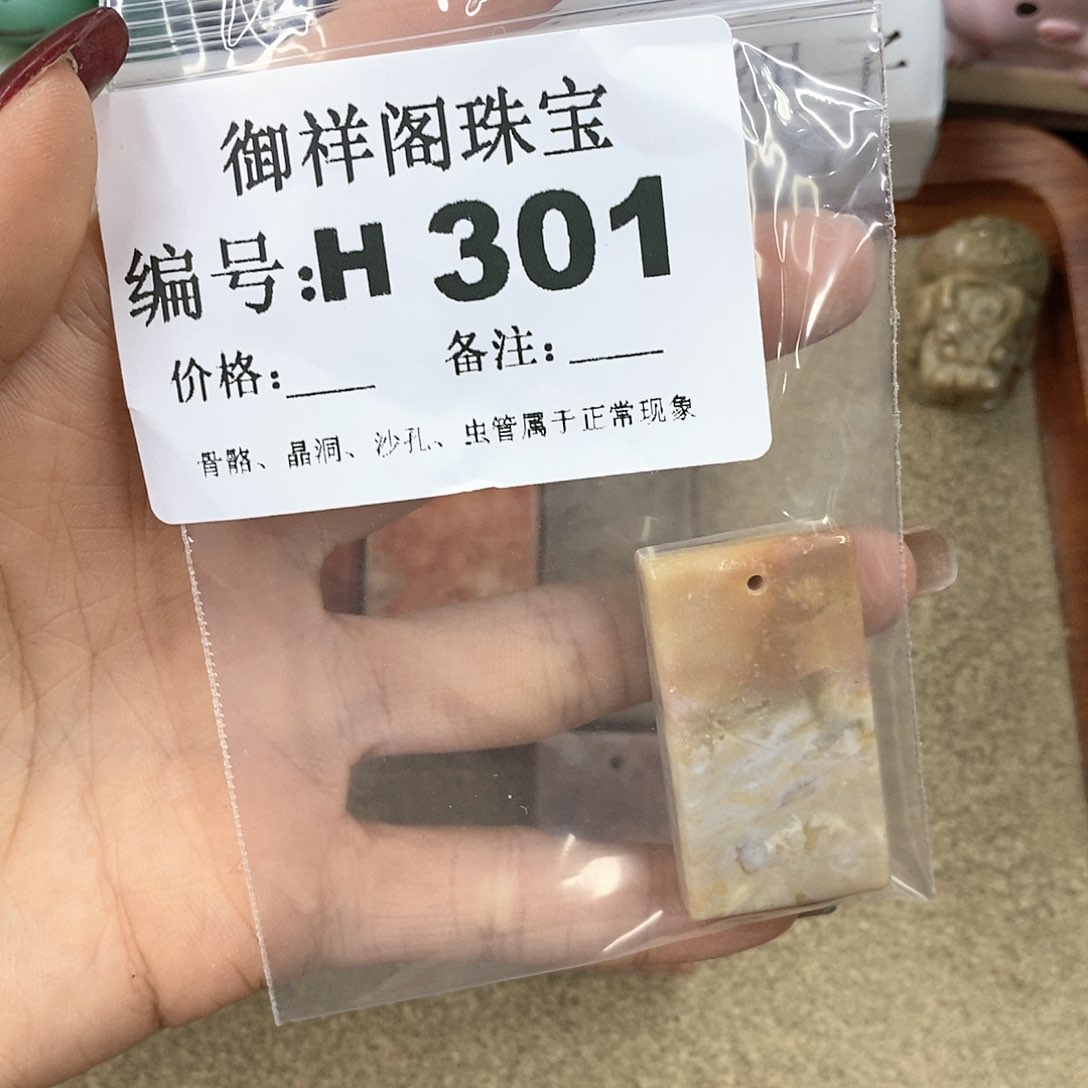 御祥阁珠宝
编号:H 301
价格:____ 备注:____
骨骼、晶洞、沙孔、虫管属于正常现象